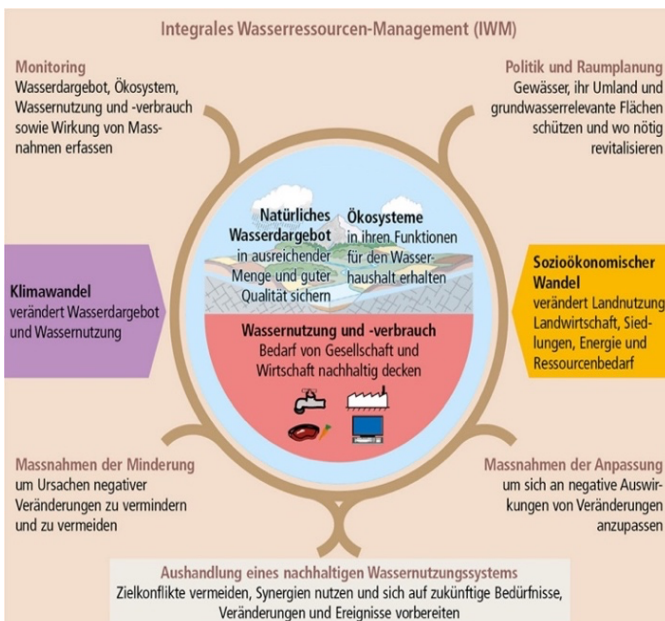 Integrales Wasserressourcen-Management (IWM)
Monitoring
Wasserdargebot, Ökosystem,
Wassernutzung und -verbrauch
sowie Wirkung von Mass-
nahmen erfassen
Politik und Raumplanung
Gewässer, ihr Umland und
grundwasserrelevante Flächen
schützen und wo nötig
revitalisieren
Natürliches
Wasserdargebot
in ausreichender
Menge und guter
Qualität sichern
Ökosysteme
in ihren Funktionen
für den Wasser-
haushalt erhalten
Klimawandel
verändert Wasserdargebot
und Wassernutzung
Sozioökonomischer
Wandel
verändert Landnutzung,
Landwirtschaft, Sied-
lungen, Energie und
Ressourcenbedarf
Wassernutzung und -verbrauch
Bedarf von Gesellschaft und
Wirtschaft nachhaltig decken
Massnahmen der Minderung
um Ursachen negativer
Veränderungen zu vermindern
und zu vermeiden
Massnahmen der Anpassung
um sich an negative Auswir-
kungen von Veränderungen
anzupassen
Aushandlung eines nachhaltigen Wassernutzungssystems
Zielkonflikte vermeiden, Synergien nutzen und sich auf zukünftige Bedürfnisse,
Veränderungen und Ereignisse vorbereiten